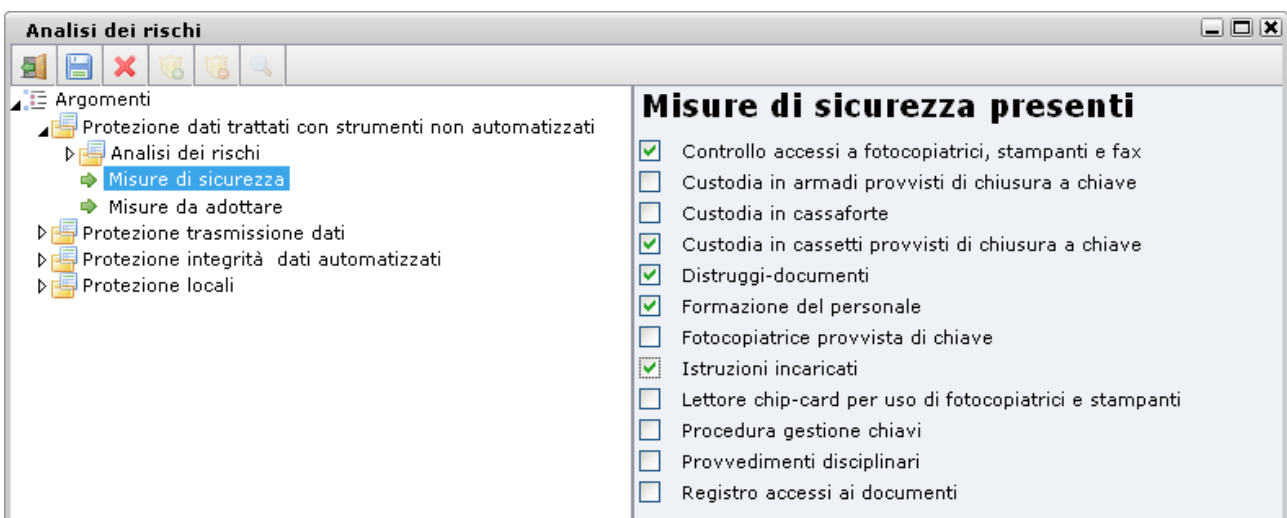 Analisi dei rischi
Argomenti
Protezione dati trattati con strumenti non automatizzati
Analisi dei rischi
Misure di sicurezza
Misure da adottare
Protezione trasmissione dati
Protezione integrità dati automatizzati
Protezione locali
Misure di sicurezza presenti
Controllo accessi a fotocopiatrici, stampanti e fax
Custodia in armadi provvisti di chiusura a chiave
Custodia in cassaforte
Custodia in cassetti provvisti di chiusura a chiave
Distruggi-documenti
Formazione del personale
Fotocopiatrice provvista di chiave
Istruzioni incaricati
Lettore chip-card per uso di fotocopiatrici e stampanti
Procedura gestione chiavi
Provvedimenti disciplinari
Registro accessi ai documenti